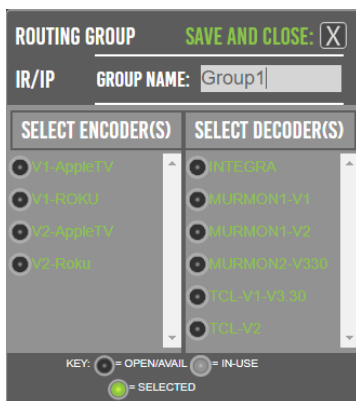 ROUTING GROUP SAVE AND CLOSE: X
IR/IP GROUP NAME: Group1
SELECT ENCODER(S) SELECT DECODER(S)
V1-AppleTV INTEGRA
V1-ROKU MURMON1-V1
V2-AppleTV MURMON1-V2
V2-Roku MURMON2-V330
TCL-V1-V3.30
TCL-V2
KEY: = OPEN/AVAIL = IN-USE
= SELECTED